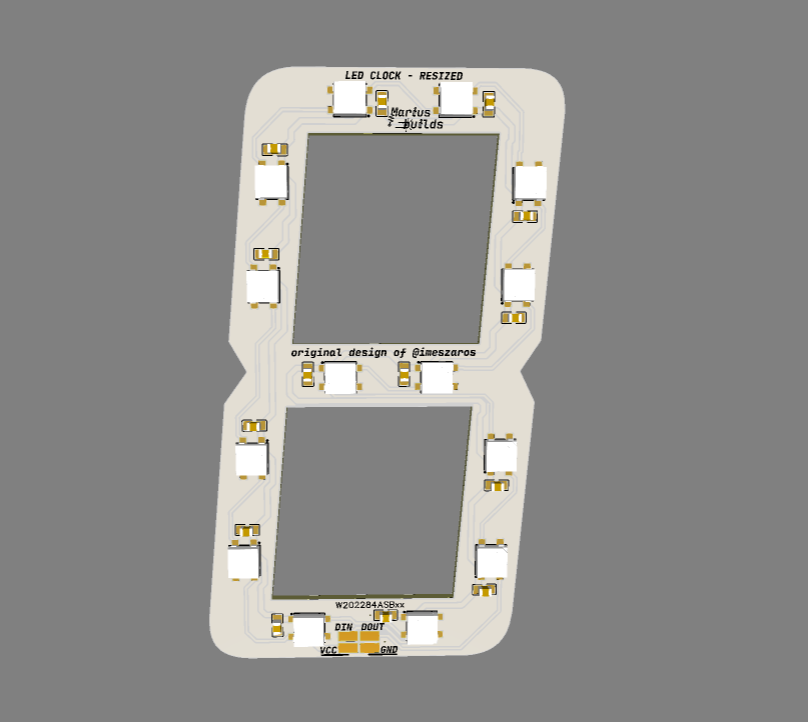 LED CLOCK - RESIZED
Marius
builds
original design of @imeszaros
W202284ASBxx
DIN DOUT
VCC GND